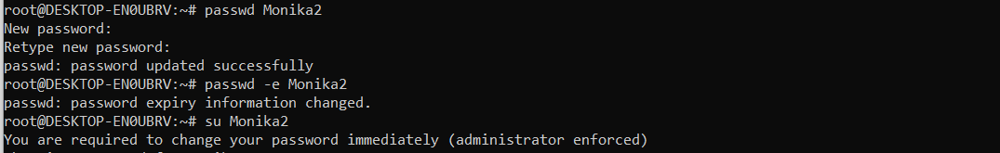 root@DESKTOP-EN0UBRV:~# passwd Monika2
New password:
Retype new password:
passwd: password updated successfully
root@DESKTOP-EN0UBRV:~# passwd -e Monika2
passwd: password expiry information changed.
root@DESKTOP-EN0UBRV:~# su Monika2
You are required to change your password immediately (administrator enforced)